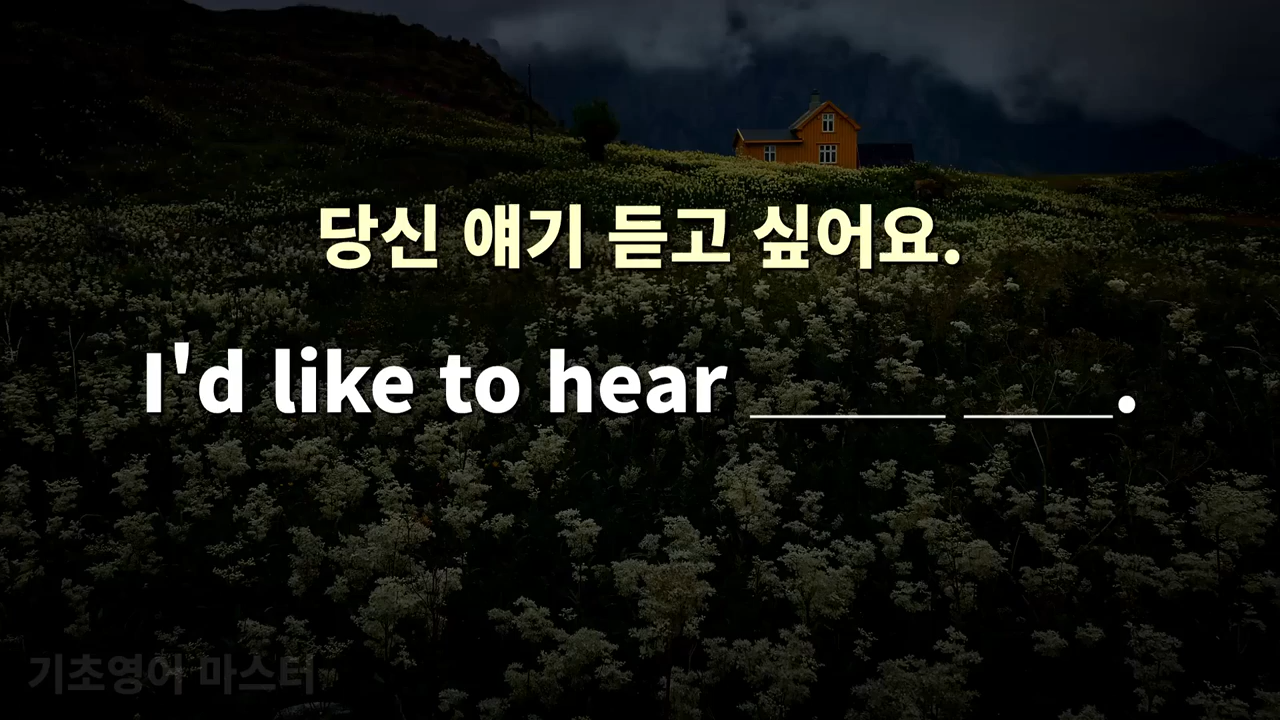 당신 얘기 듣고 싶어요.
I'd like to hear _____ ____.
기초영어 마스터